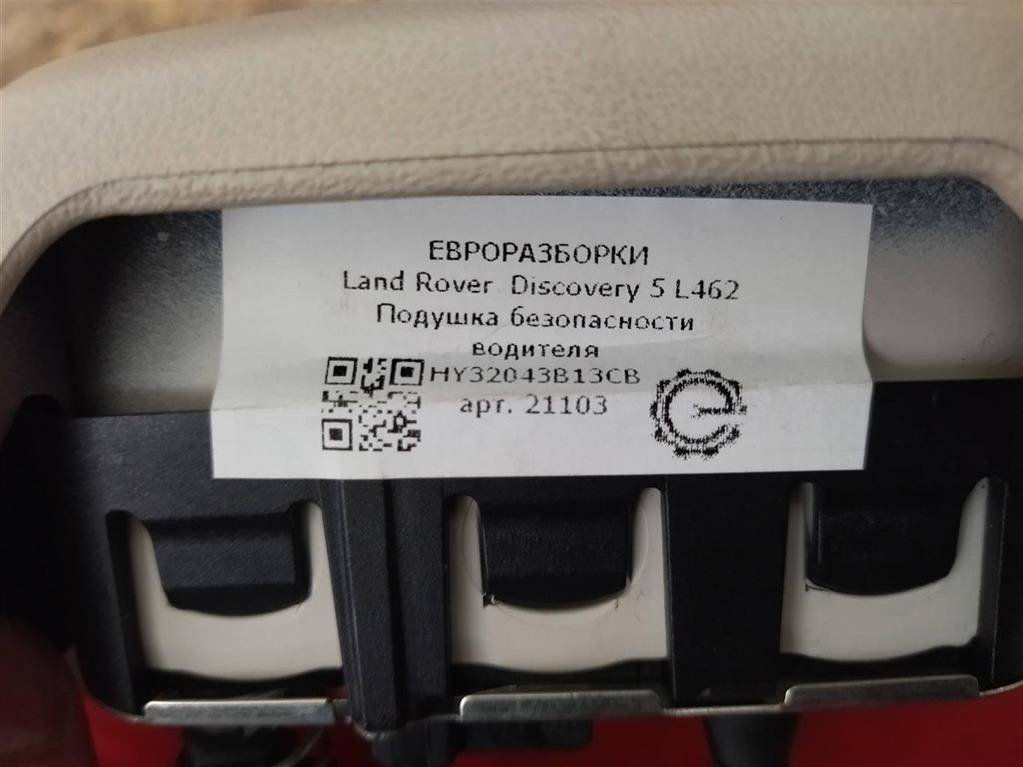 ЕВРОРАЗБОРКИ
Land Rover Discovery 5 L462
Подушка безопасности
водителя
HY32043B13CB
арт. 21103